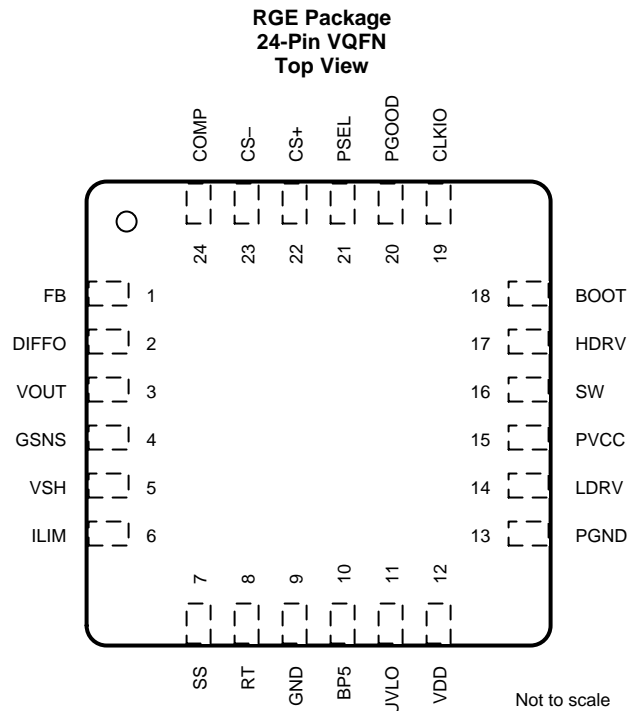 RGE Package
24-Pin VQFN
Top View
COMP CS– CS+ PSEL PGOOD CLKIO
24 23 22 21 20 19
FB 1 18 BOOT
DIFFO 2 17 HDRV
VOUT 3 16 SW
GSNS 4 15 PVCC
VSH 5 14 LDRV
ILIM 6 13 PGND
7 8 9 10 11 12
SS RT GND BP5 UVLO VDD
Not to scale